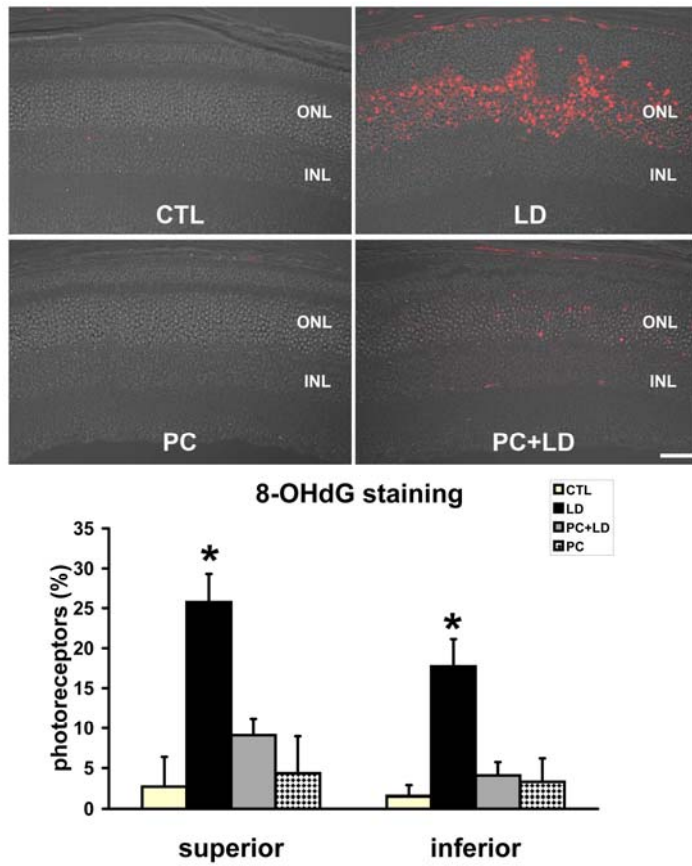 ONL
INL
CTL
ONL
INL
LD
ONL
INL
PC
ONL
INL
PC+LD
8-OHdG staining
CTL
LD
PC+LD
PC
photoreceptors (%)
35
30
25
20
15
10
5
0
*
*
superior
inferior